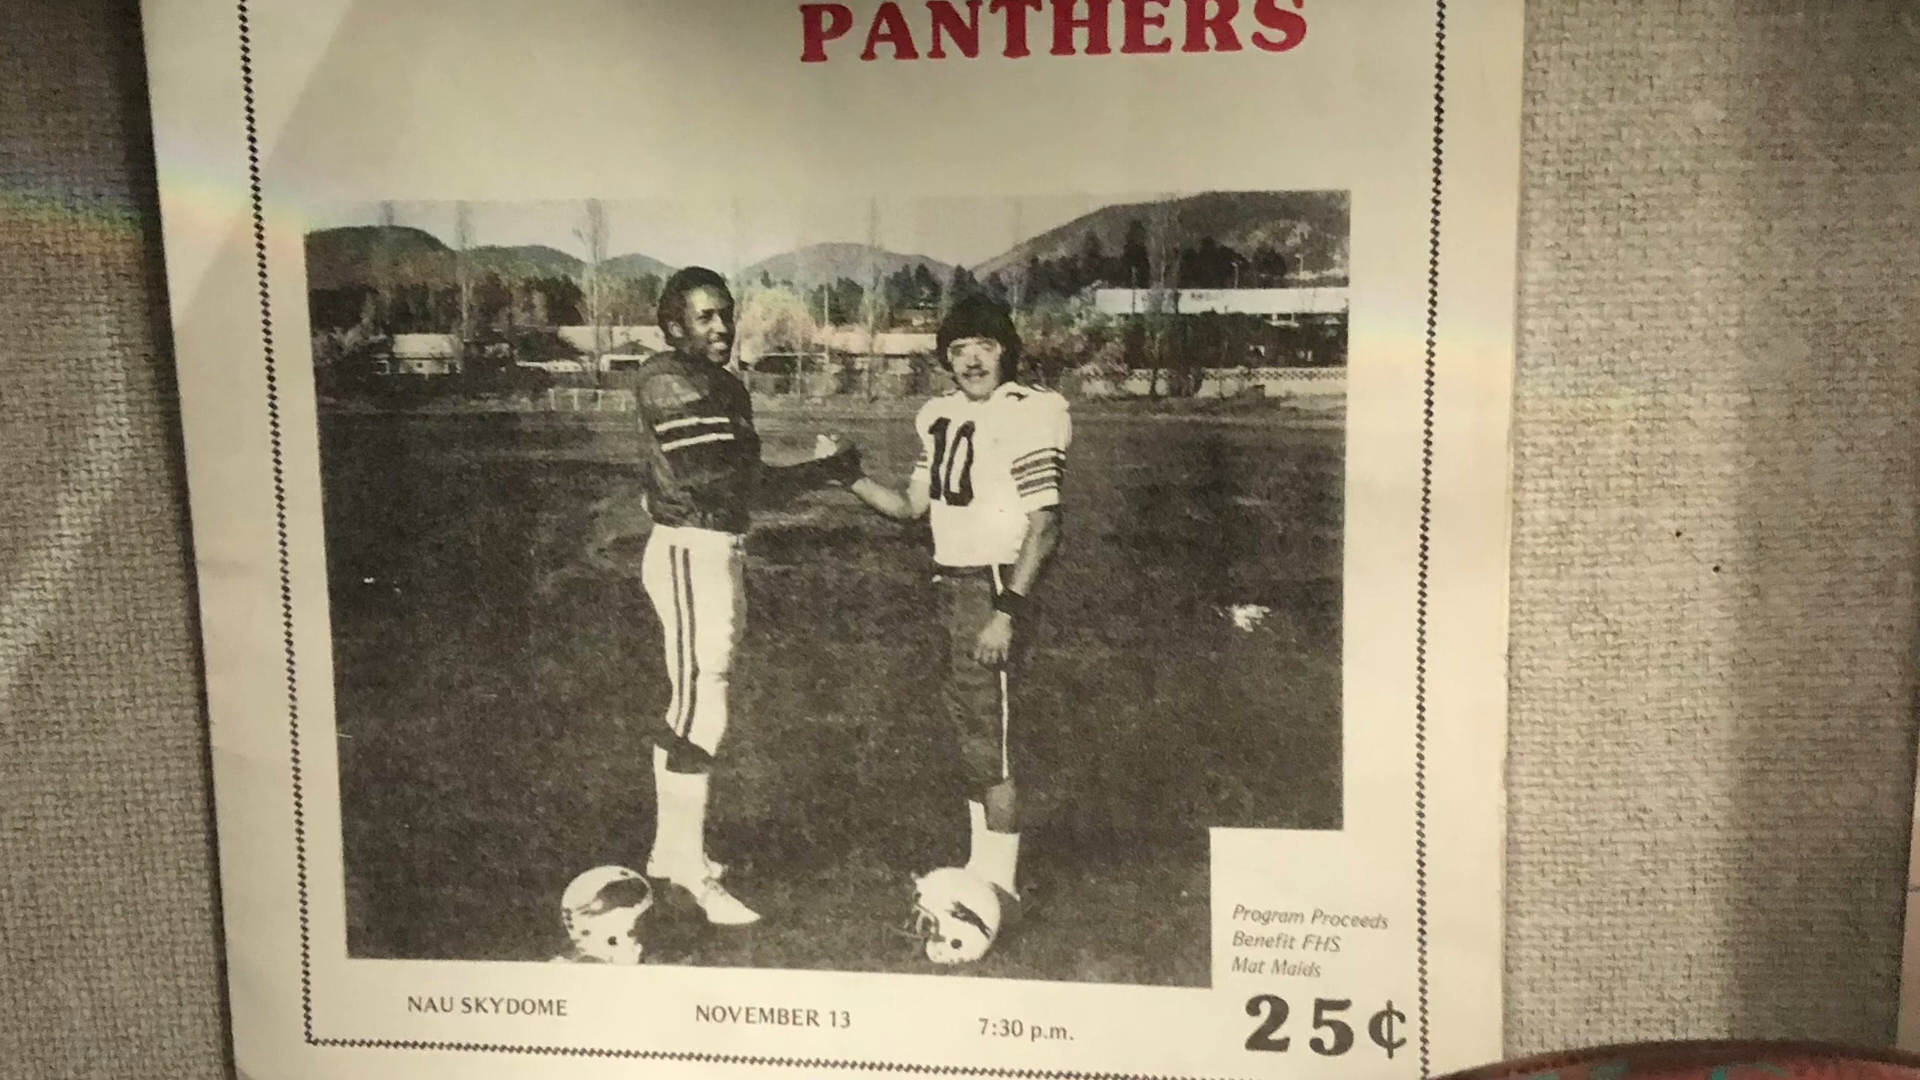 PANTHERS
10
Program Proceeds
Benefit FHS
Mat Maids
NAU SKYDOME NOVEMBER 13 7:30 p.m. 25¢